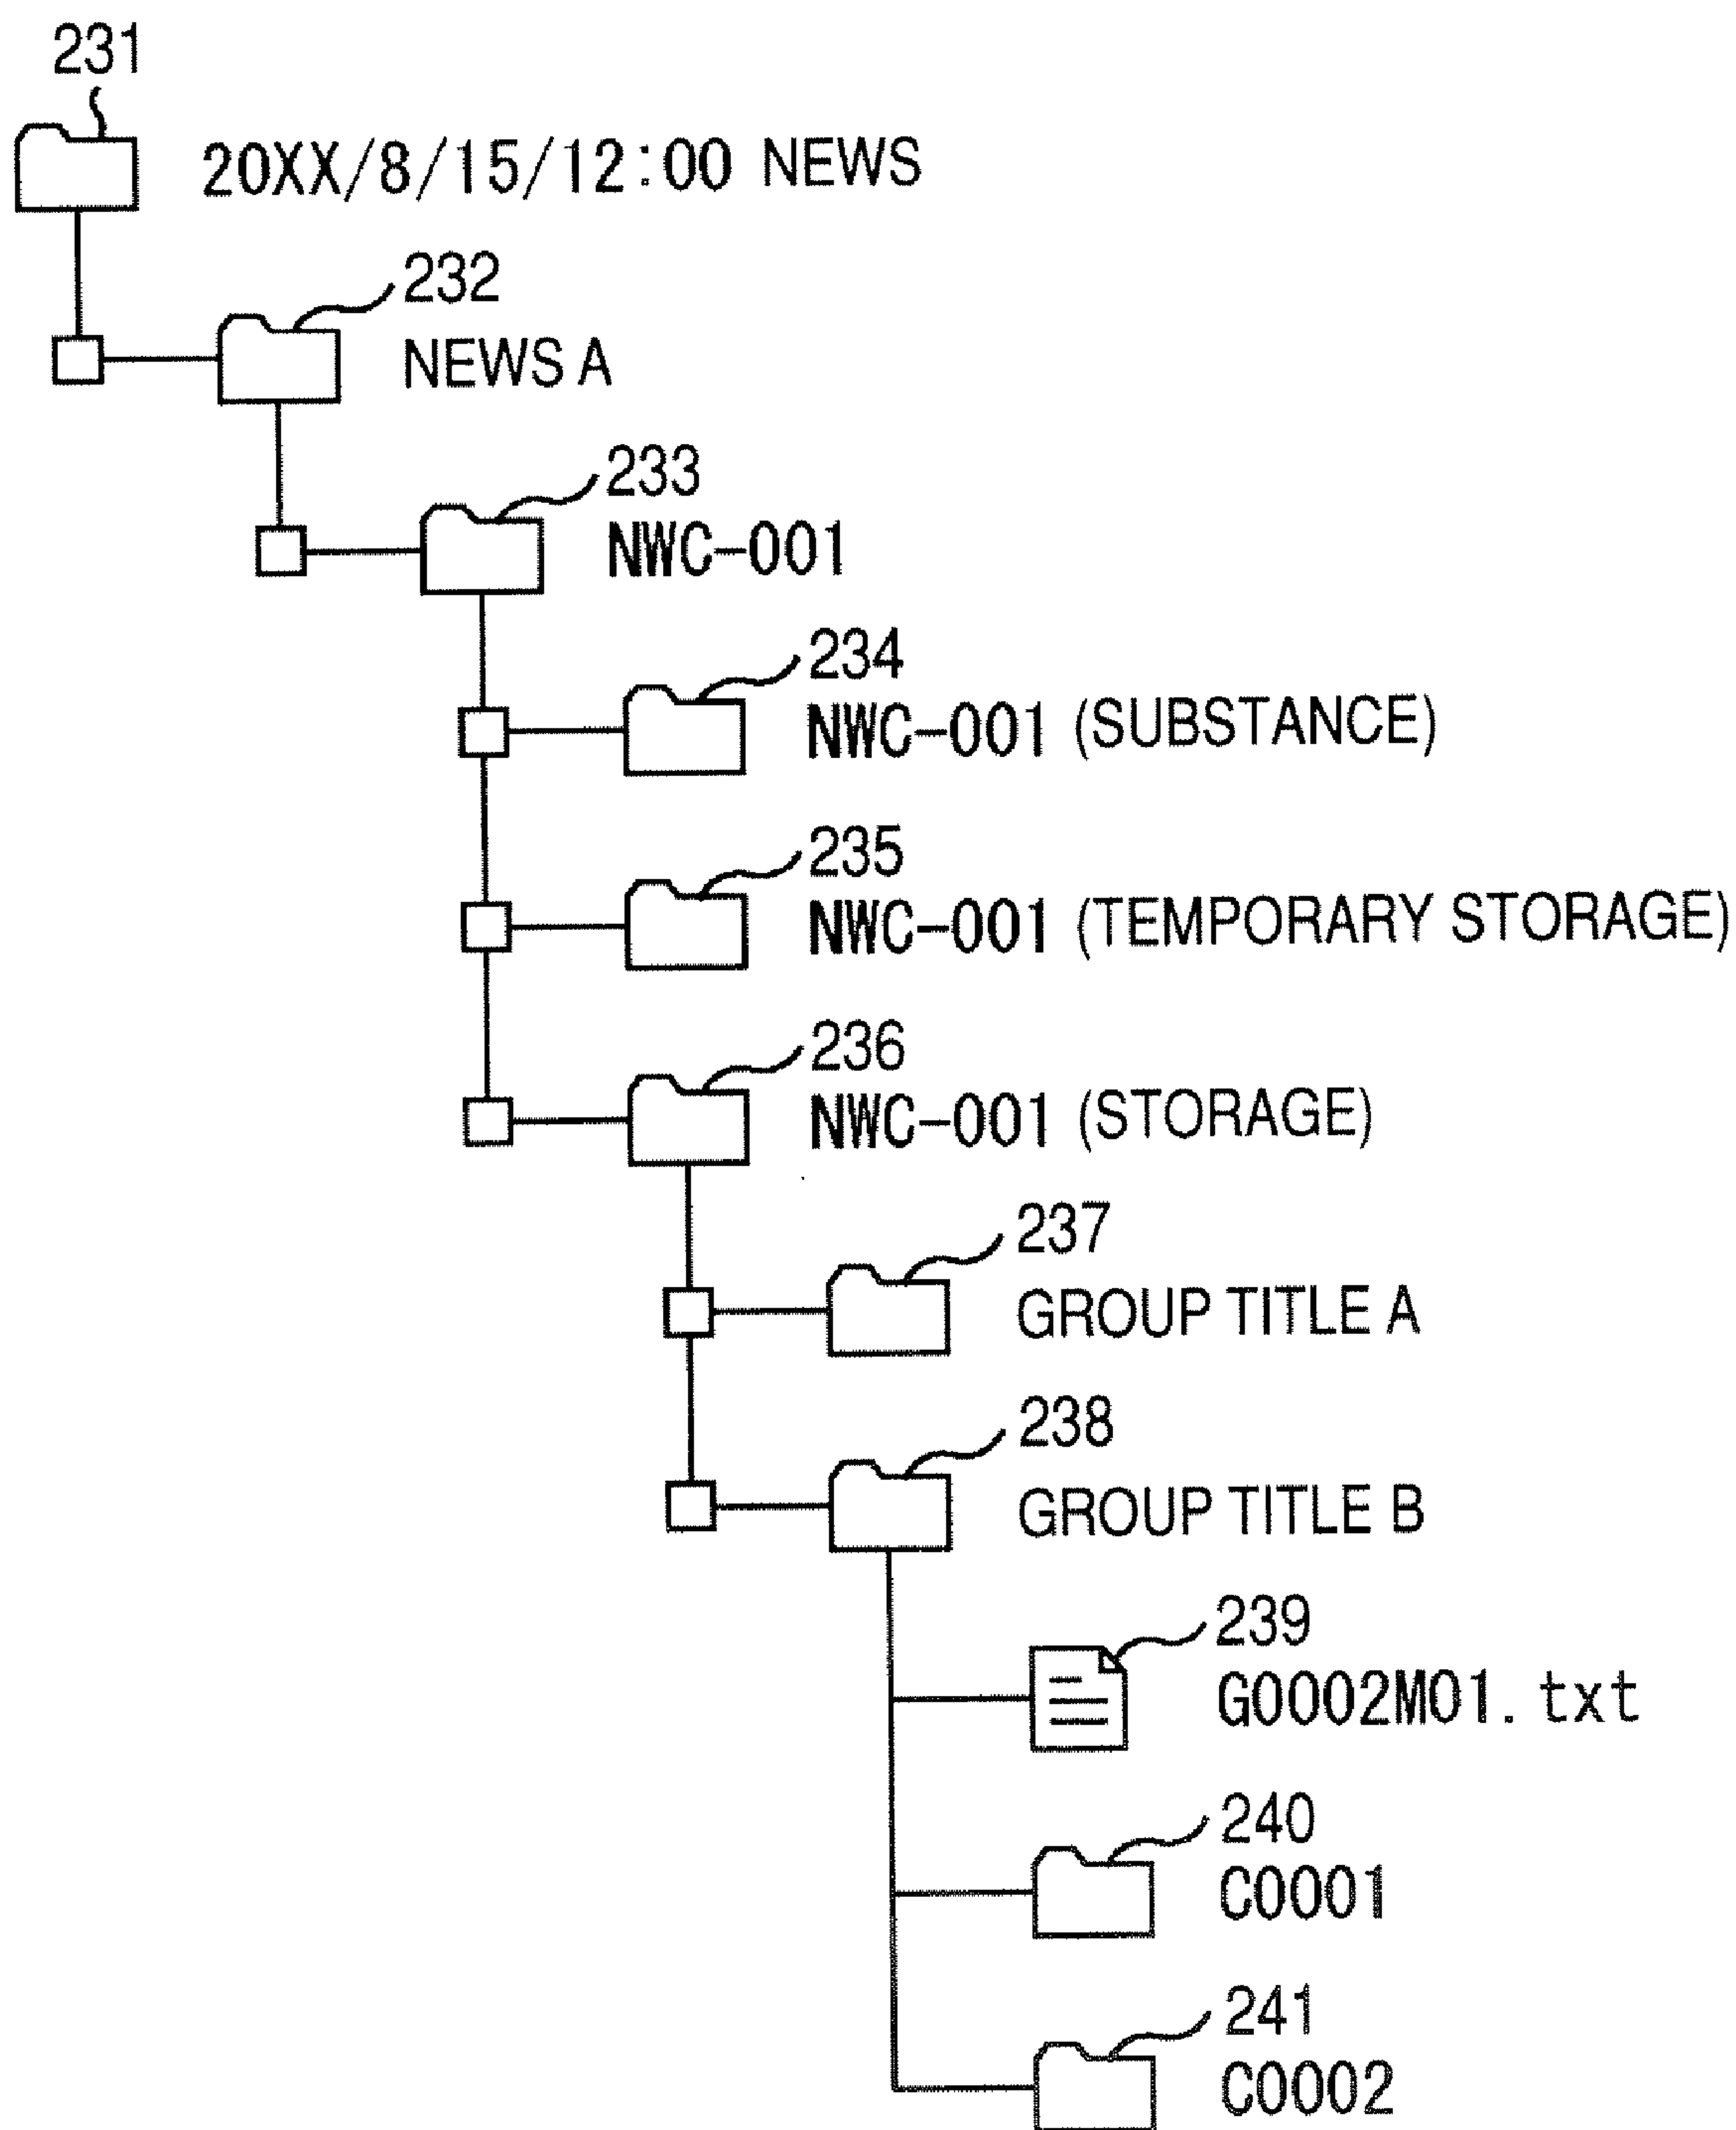 231
20XX/8/15/12:00 NEWS
232
NEWS A
233
NWC-001
234
NWC-001 (SUBSTANCE)
235
NWC-001 (TEMPORARY STORAGE)
236
NWC-001 (STORAGE)
237
GROUP TITLE A
238
GROUP TITLE B
239
G0002M01.txt
240
C0001
241
C0002